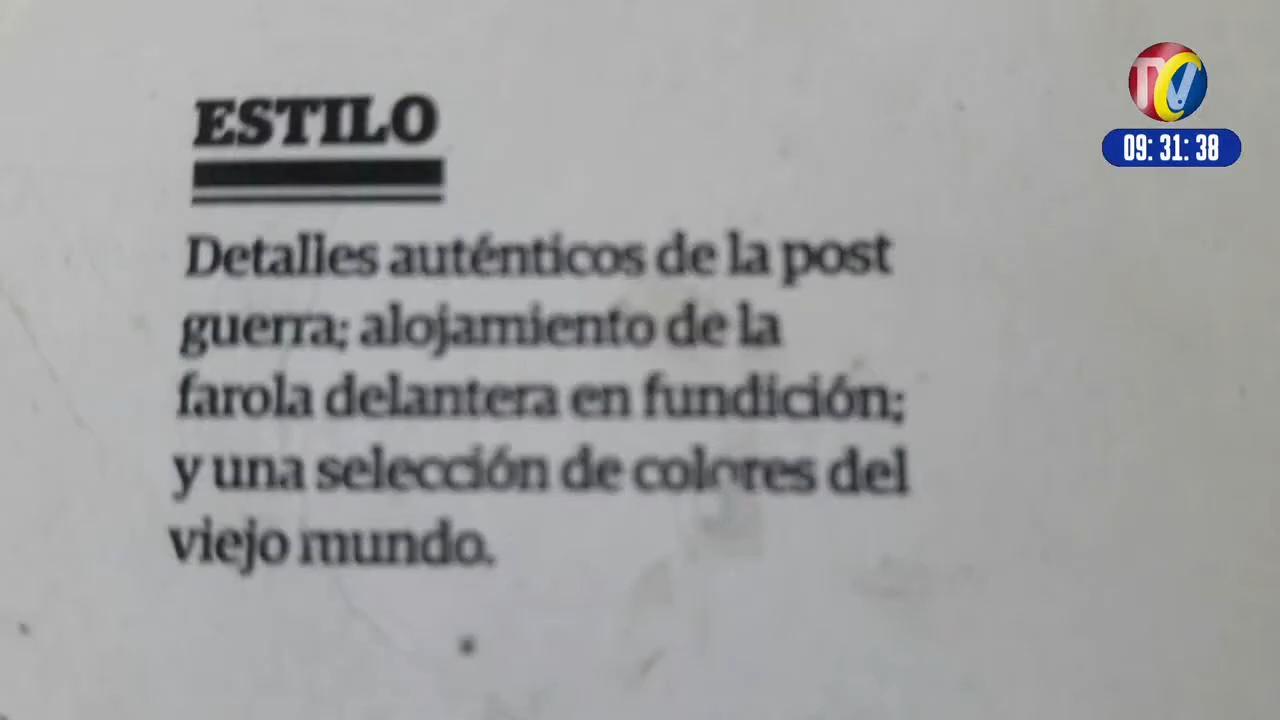 ESTILO
Detalles auténticos de la post
guerra; alojamiento de la
farola delantera en fundición;
y una selección de colores del
viejo mundo.
TCV
09: 31: 38